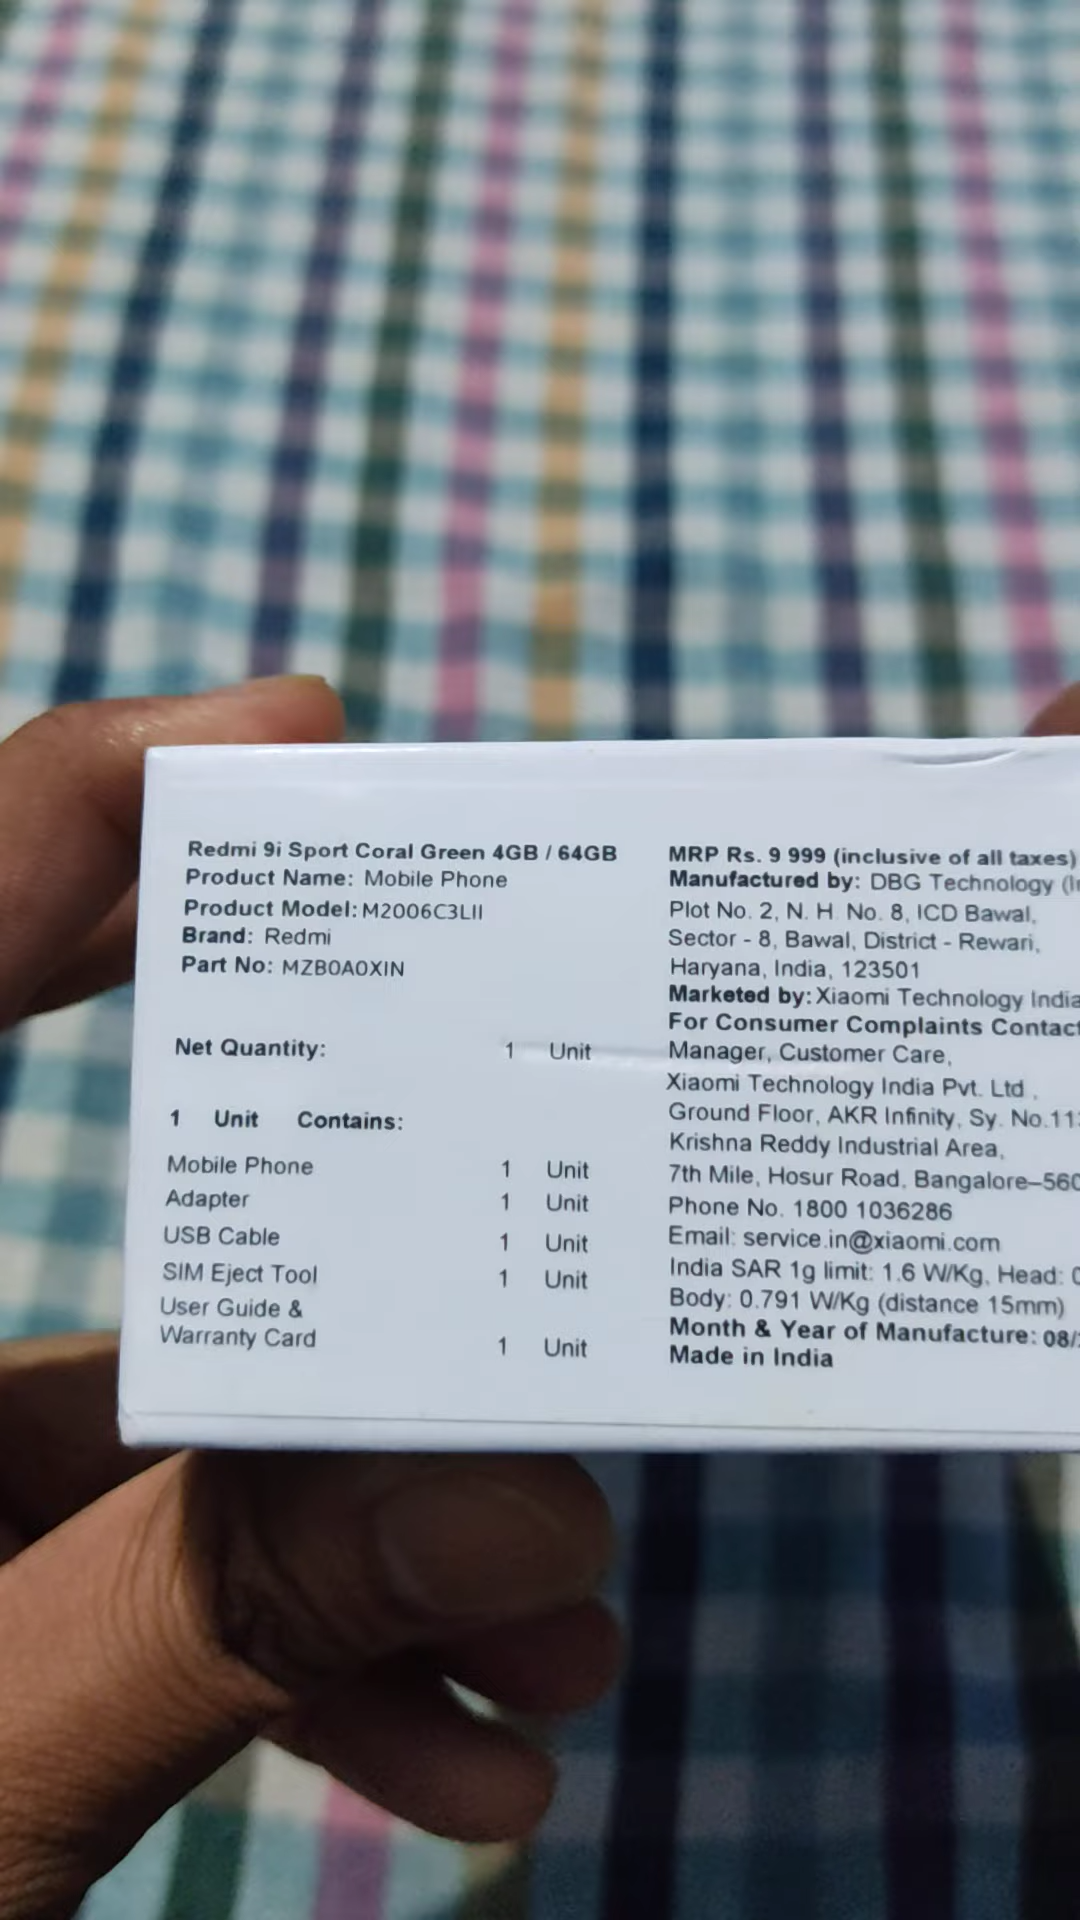 Redmi 9i Sport Coral Green 4GB / 64GB
Product Name: Mobile Phone
Product Model: M2006C3LII
Brand: Redmi
Part No: MZB0A0XIN
Net Quantity: 1 Unit
1 Unit Contains:
Mobile Phone 1 Unit
Adapter 1 Unit
USB Cable 1 Unit
SIM Eject Tool 1 Unit
User Guide &
Warranty Card 1 Unit
MRP Rs. 9 999 (inclusive of all taxes)
Manufactured by: DBG Technology
Plot No. 2, N. H. No. 8, ICD Bawal,
Sector - 8, Bawal, District - Rewari,
Haryana, India, 123501
Marketed by: Xiaomi Technology India
For Consumer Complaints Contact
Manager, Customer Care,
Xiaomi Technology India Pvt. Ltd.,
Ground Floor, AKR Infinity, Sy. No.
Krishna Reddy Industrial Area,
7th Mile, Hosur Road, Bangalore–560
Phone No. 1800 1036286
Email: service.in@xiaomi.com
India SAR 1g limit: 1.6 W/Kg, Head:
Body: 0.791 W/Kg (distance 15mm)
Month & Year of Manufacture: 08/
Made in India